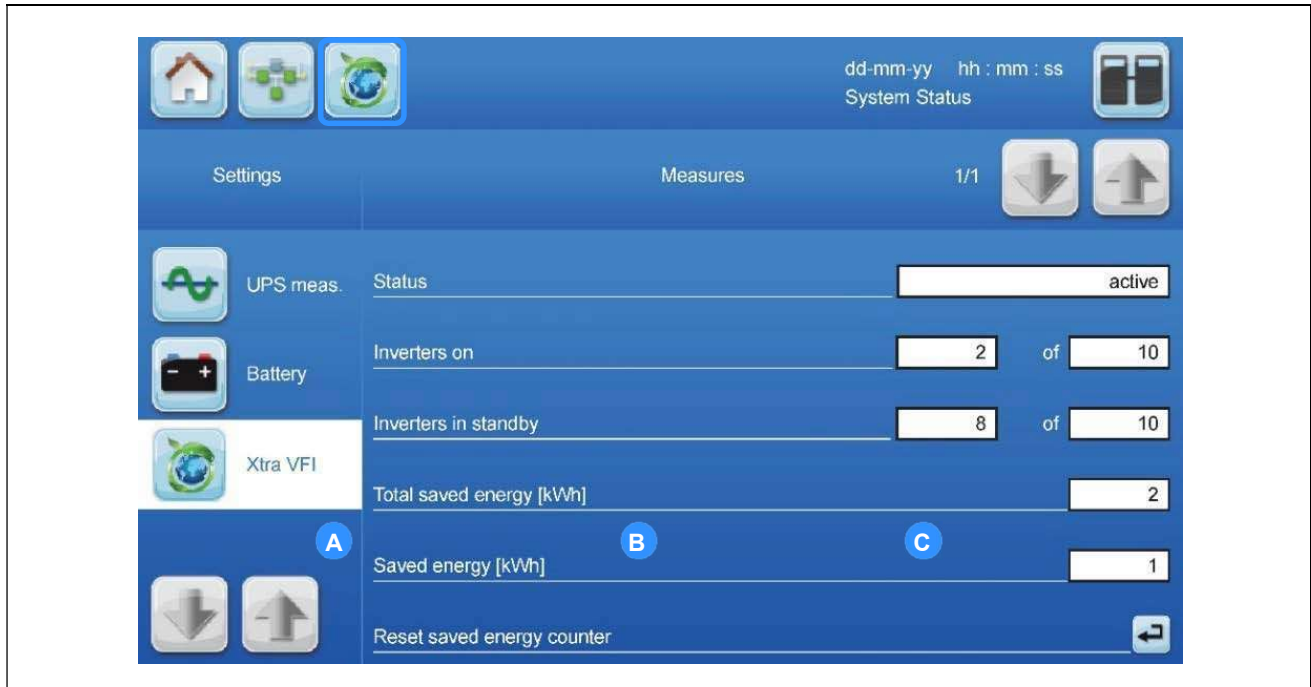 dd-mm-yy hh : mm : ss
System Status
Settings Measures 1/1
UPS meas. Status active
Inverters on 2 of 10
Battery
Inverters in standby 8 of 10
Xtra VFI
Total saved energy [kWh] 2
A B C
Saved energy [kWh] 1
Reset saved energy counter